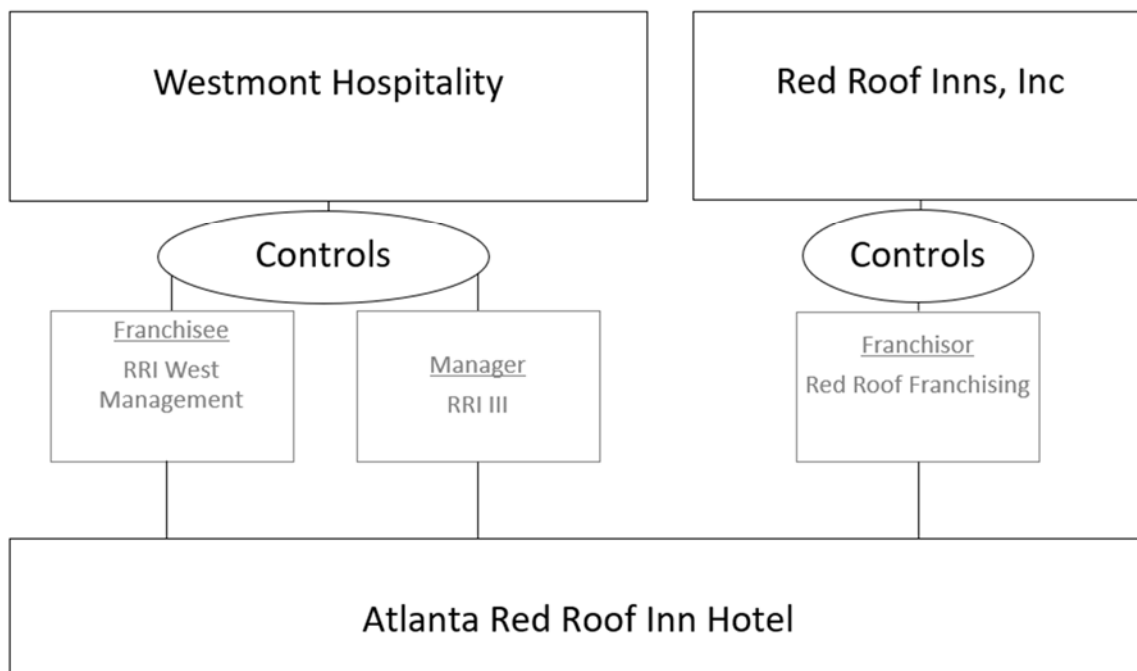 Westmont Hospitality
Red Roof Inns, Inc
Controls
Controls
Franchisee
RRI West
Management
Manager
RRI III
Franchisor
Red Roof Franchising
Atlanta Red Roof Inn Hotel